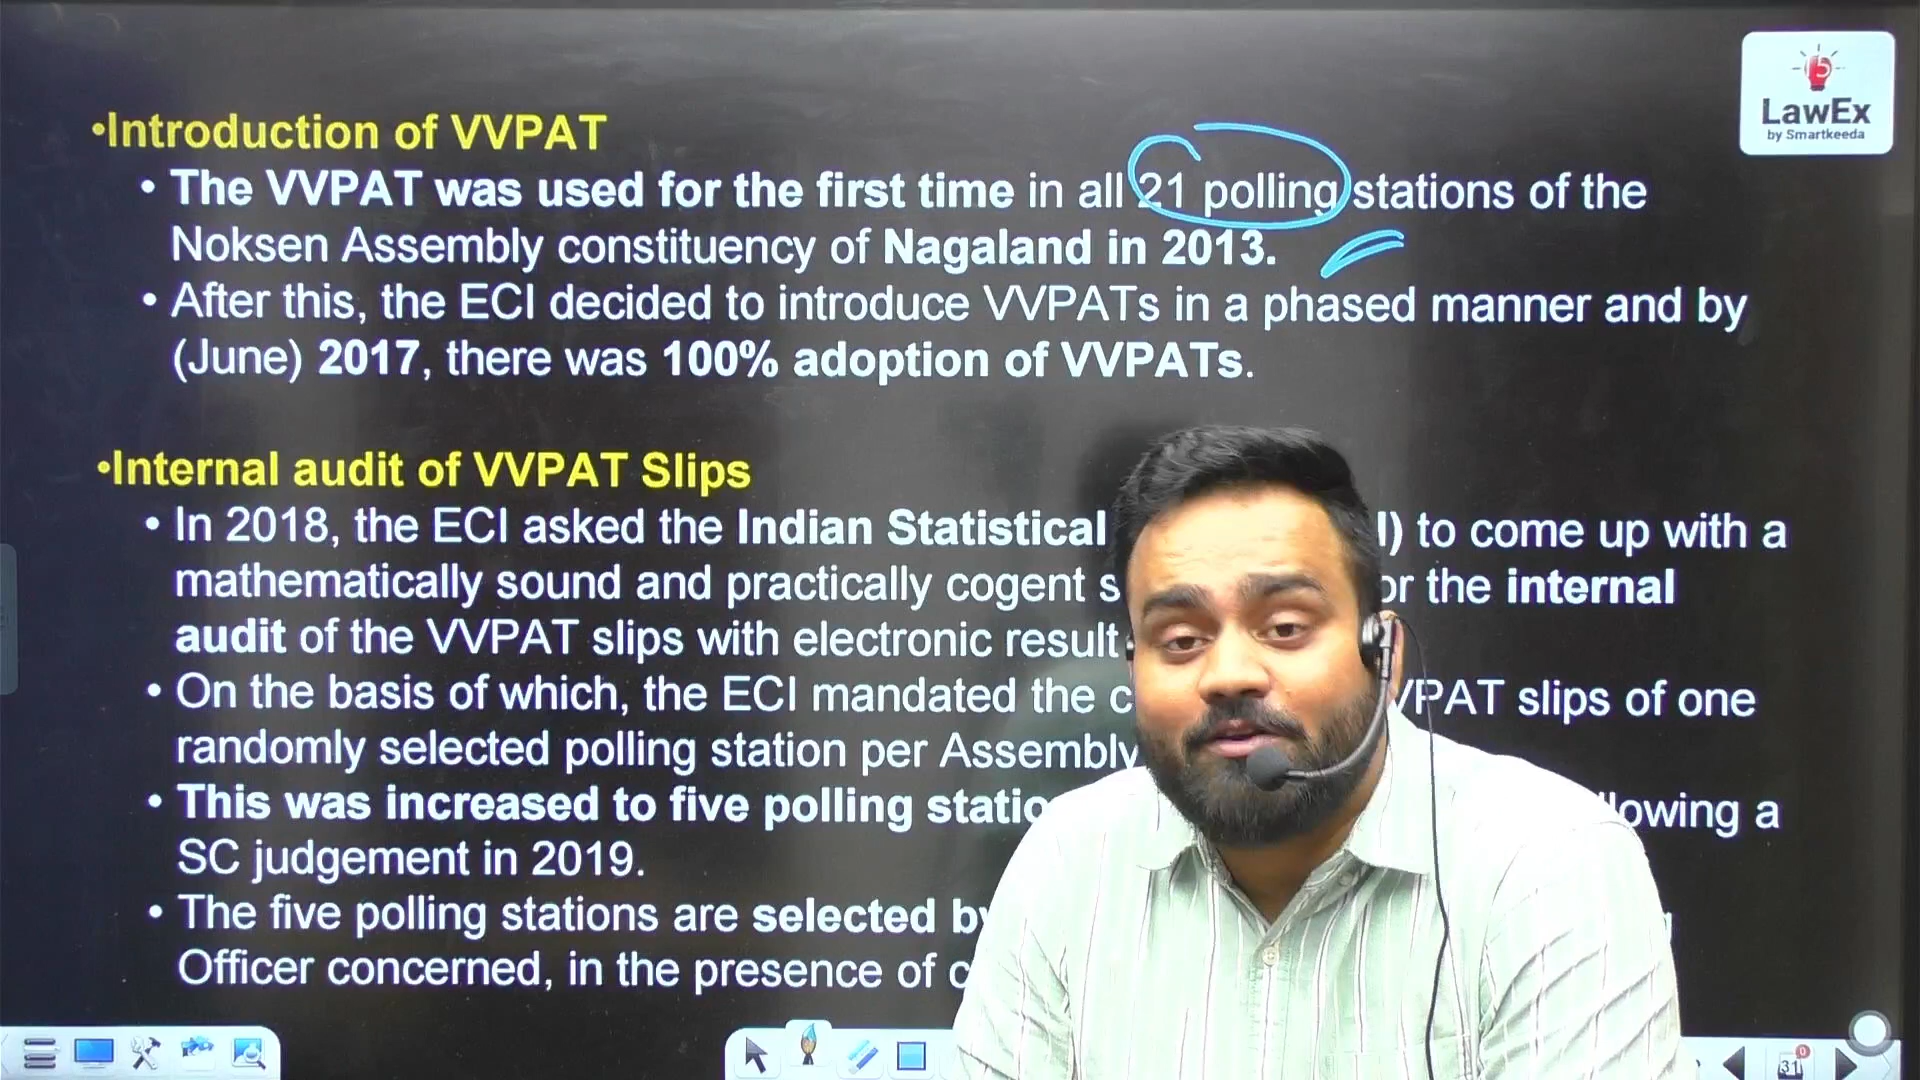 LawEx
by Smartkeeda
•Introduction of VVPAT
• The VVPAT was used for the first time in all 21 polling stations of the
Noksen Assembly constituency of Nagaland in 2013.
• After this, the ECI decided to introduce VVPATs in a phased manner and by
(June) 2017, there was 100% adoption of VVPATs.
•Internal audit of VVPAT Slips
• In 2018, the ECI asked the Indian Statistical I) to come up with a
mathematically sound and practically cogent the internal
audit of the VVPAT slips with electronic result
• On the basis of which, the ECI mandated the slips of one
randomly selected polling station per Assembly
• This was increased to five polling a
SC judgement in 2019.
• The five polling stations are selected
Officer concerned, in the presence of
31
0